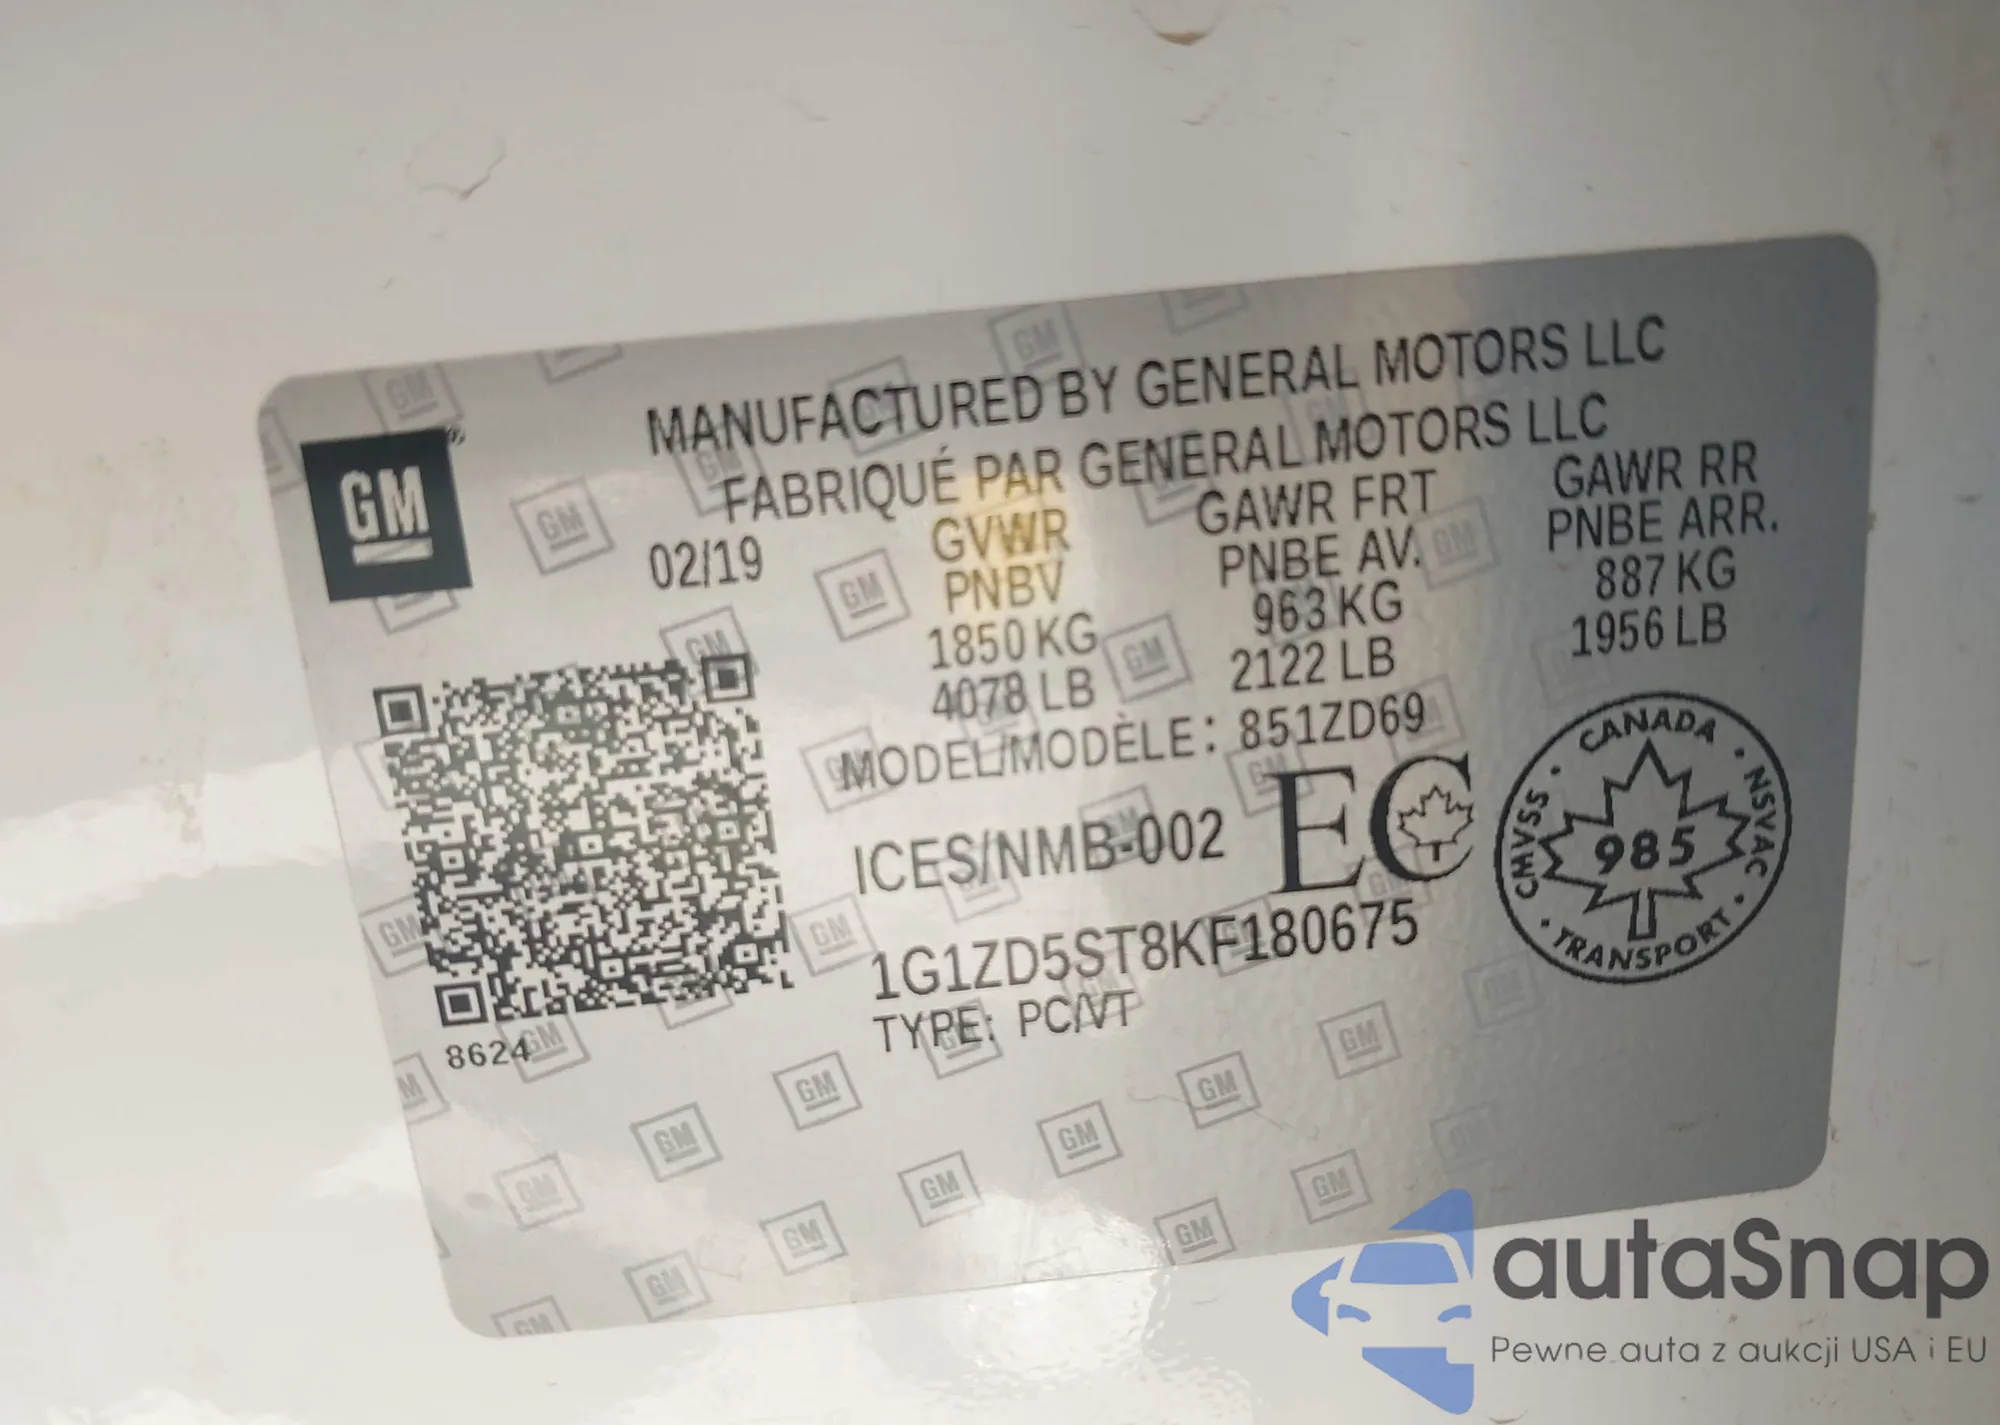 MANUFACTURED BY GENERAL MOTORS LLC
FABRIQUÉ PAR GENERAL MOTORS LLC
GM
02/19
GVWR
PNBV
1850 KG
4078 LB
GAWR FRT
PNBE AV.
963 KG
2122 LB
GAWR RR
PNBE ARR.
887 KG
1956 LB
MODEL/MODÈLE: 851ZD69
ICES/NMB-002 EC
1G1ZD5ST8KF180675
TYPE: PC/VT
8624
CANADA · NSVAC · TRANSPORT · CMVSS ·
985
autaSnap
Pewne auta z aukcji USA i EU